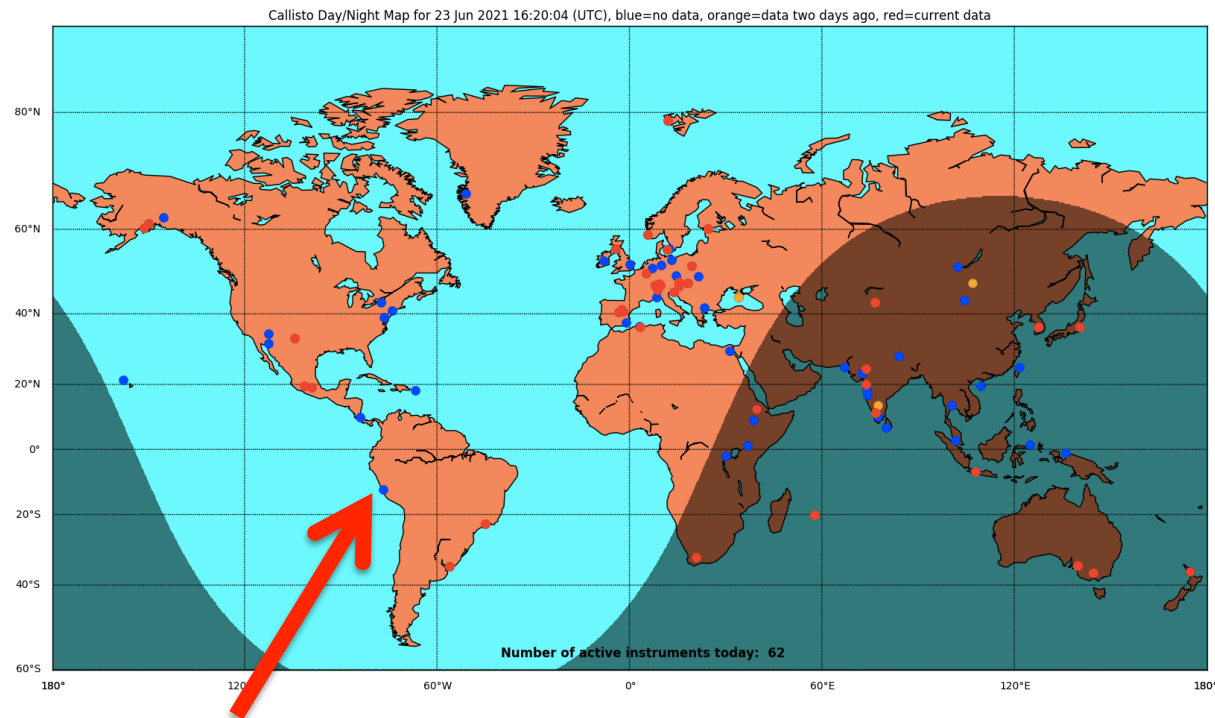 Callisto Day/Night Map for 23 Jun 2021 16:20:04 (UTC), blue=no data, orange=data two days ago, red=current data
80°N
60°N
40°N
20°N
0°
20°S
40°S
60°S
Number of active instruments today: 62
180° 120 60°W 0° 60°E 120°E 180°